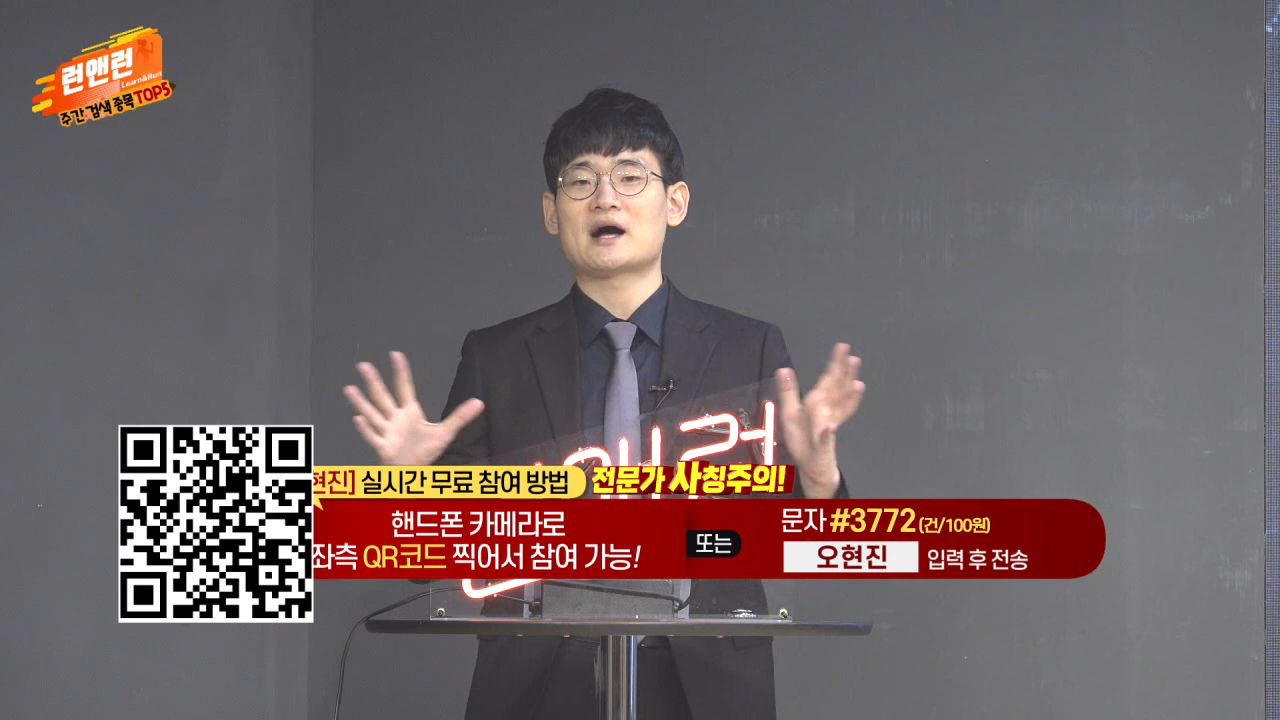 런앤런
Learn&Run
주간 검색 종목 TOP5
런
현진] 실시간 무료 참여 방법
전문가 사칭주의!
핸드폰 카메라로
좌측 QR코드 찍어서 참여 가능!
또는
문자 #3772 (건/100원)
오현진 입력 후 전송